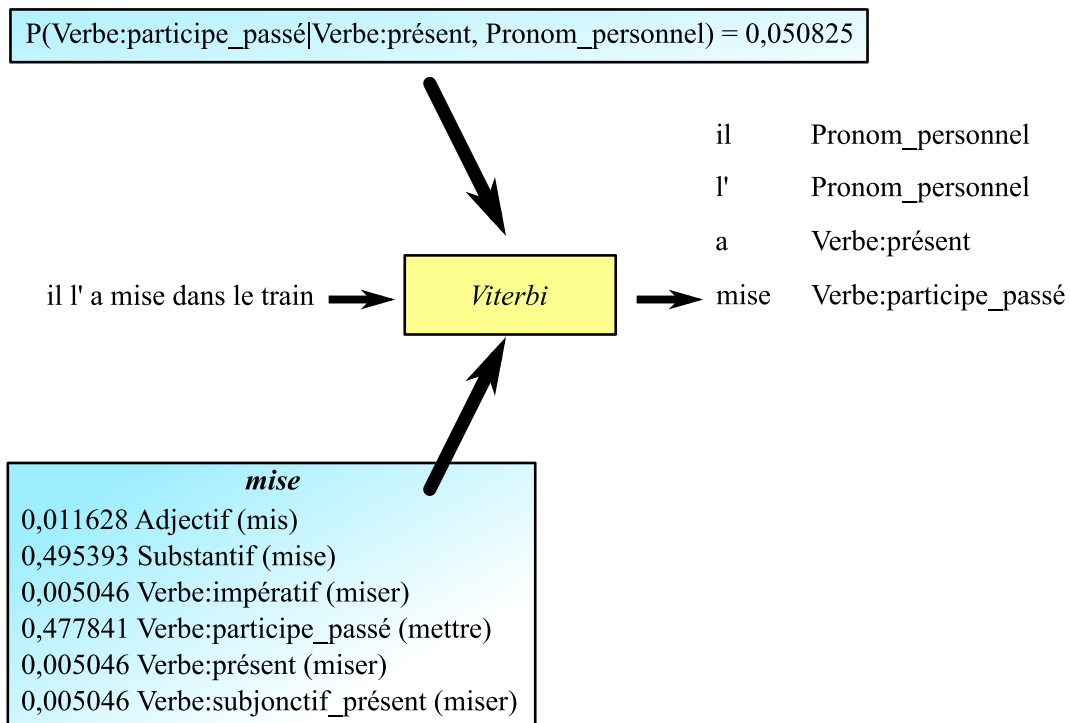 P(Verbe:participe_passé|Verbe:présent, Pronom_personnel) = 0,050825
il l' a mise dans le train
Viterbi
il Pronom_personnel
l' Pronom_personnel
a Verbe:présent
mise Verbe:participe_passé
mise
0,011628 Adjectif (mis)
0,495393 Substantif (mise)
0,005046 Verbe:impératif (miser)
0,477841 Verbe:participe_passé (mettre)
0,005046 Verbe:présent (miser)
0,005046 Verbe:subjonctif_présent (miser)